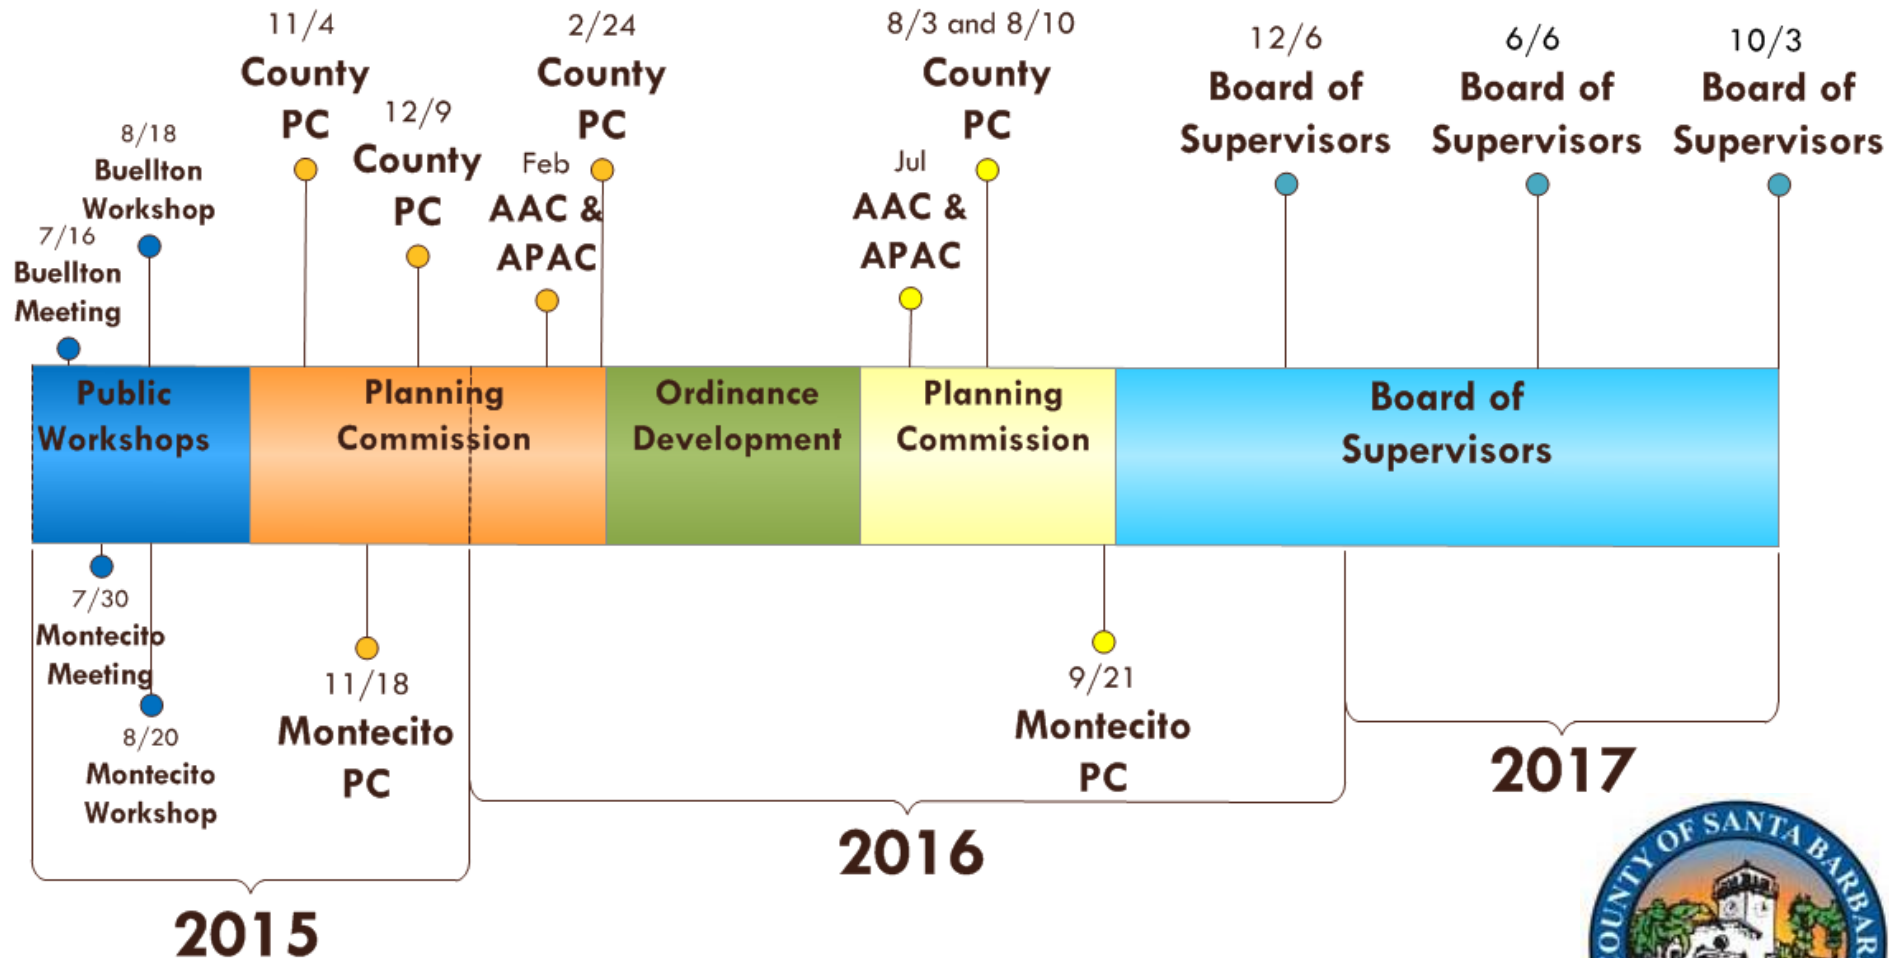 7/16
Buellton
Meeting
8/18
Buellton
Workshop
11/4
County
PC
12/9
County
PC
Feb
AAC &
APAC
2/24
County
PC
Jul
AAC &
APAC
8/3 and 8/10
County
PC
12/6
Board of
Supervisors
6/6
Board of
Supervisors
10/3
Board of
Supervisors
Public
Workshops
Planning
Commission
Ordinance
Development
Planning
Commission
Board of
Supervisors
7/30
Montecito
Meeting
8/20
Montecito
Workshop
11/18
Montecito
PC
9/21
Montecito
PC
2015
2016
2017
OF SANTA